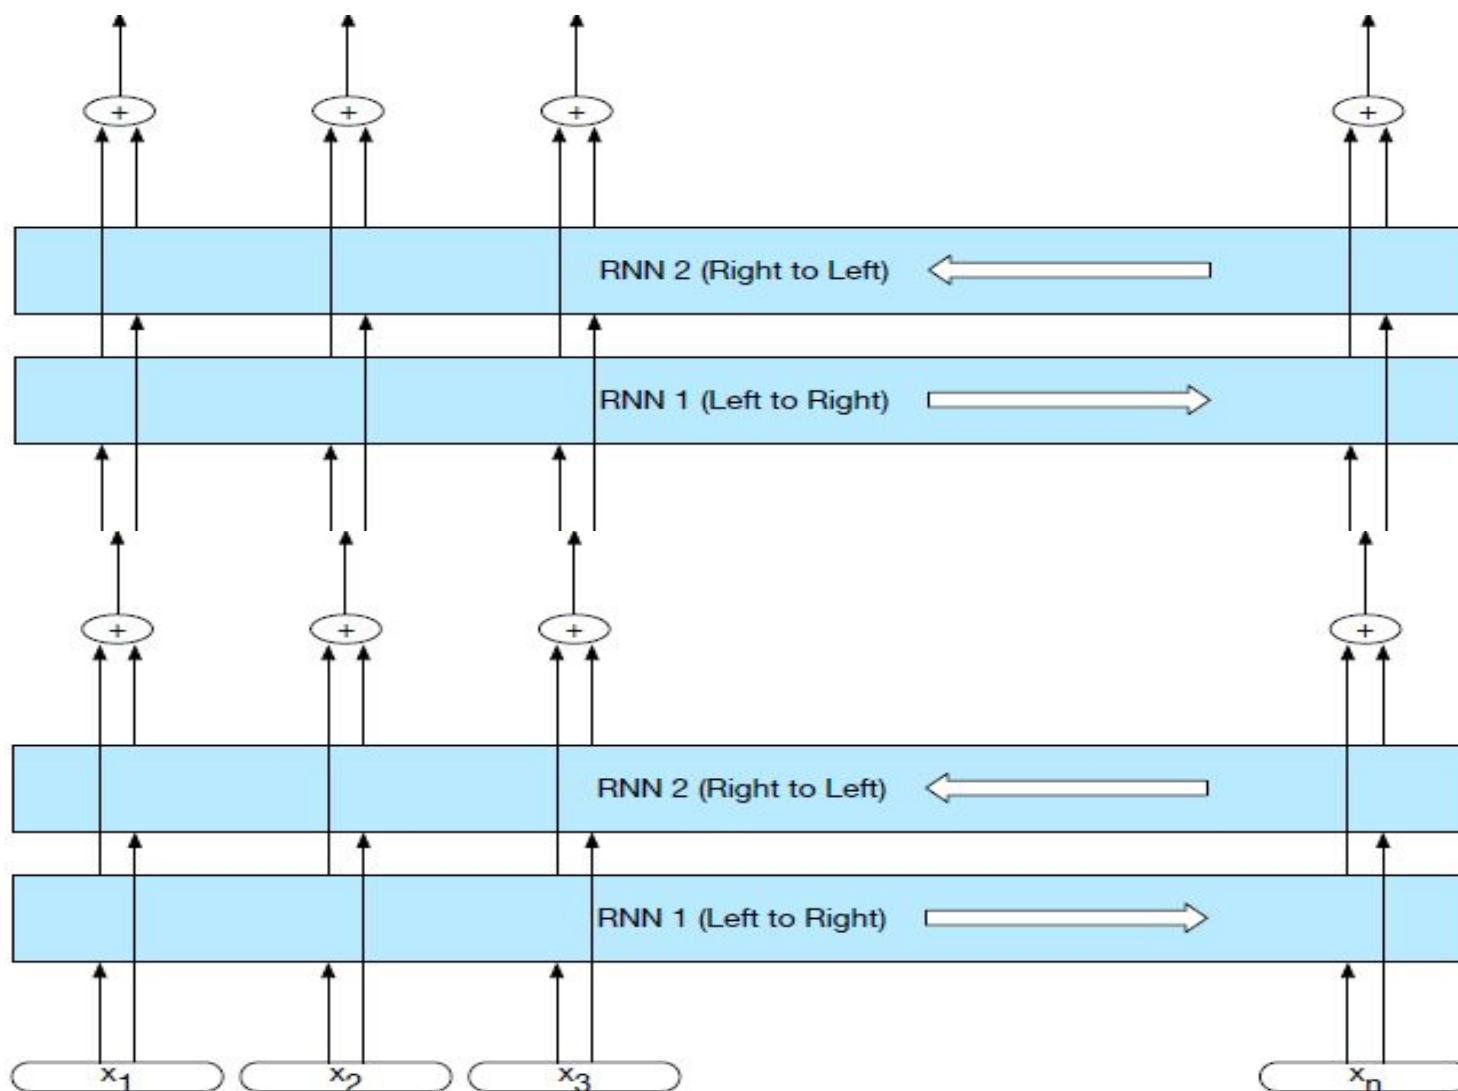 + + + +
RNN 2 (Right to Left)
RNN 1 (Left to Right)
+ + + +
RNN 2 (Right to Left)
RNN 1 (Left to Right)
x1 x2 x3 xn